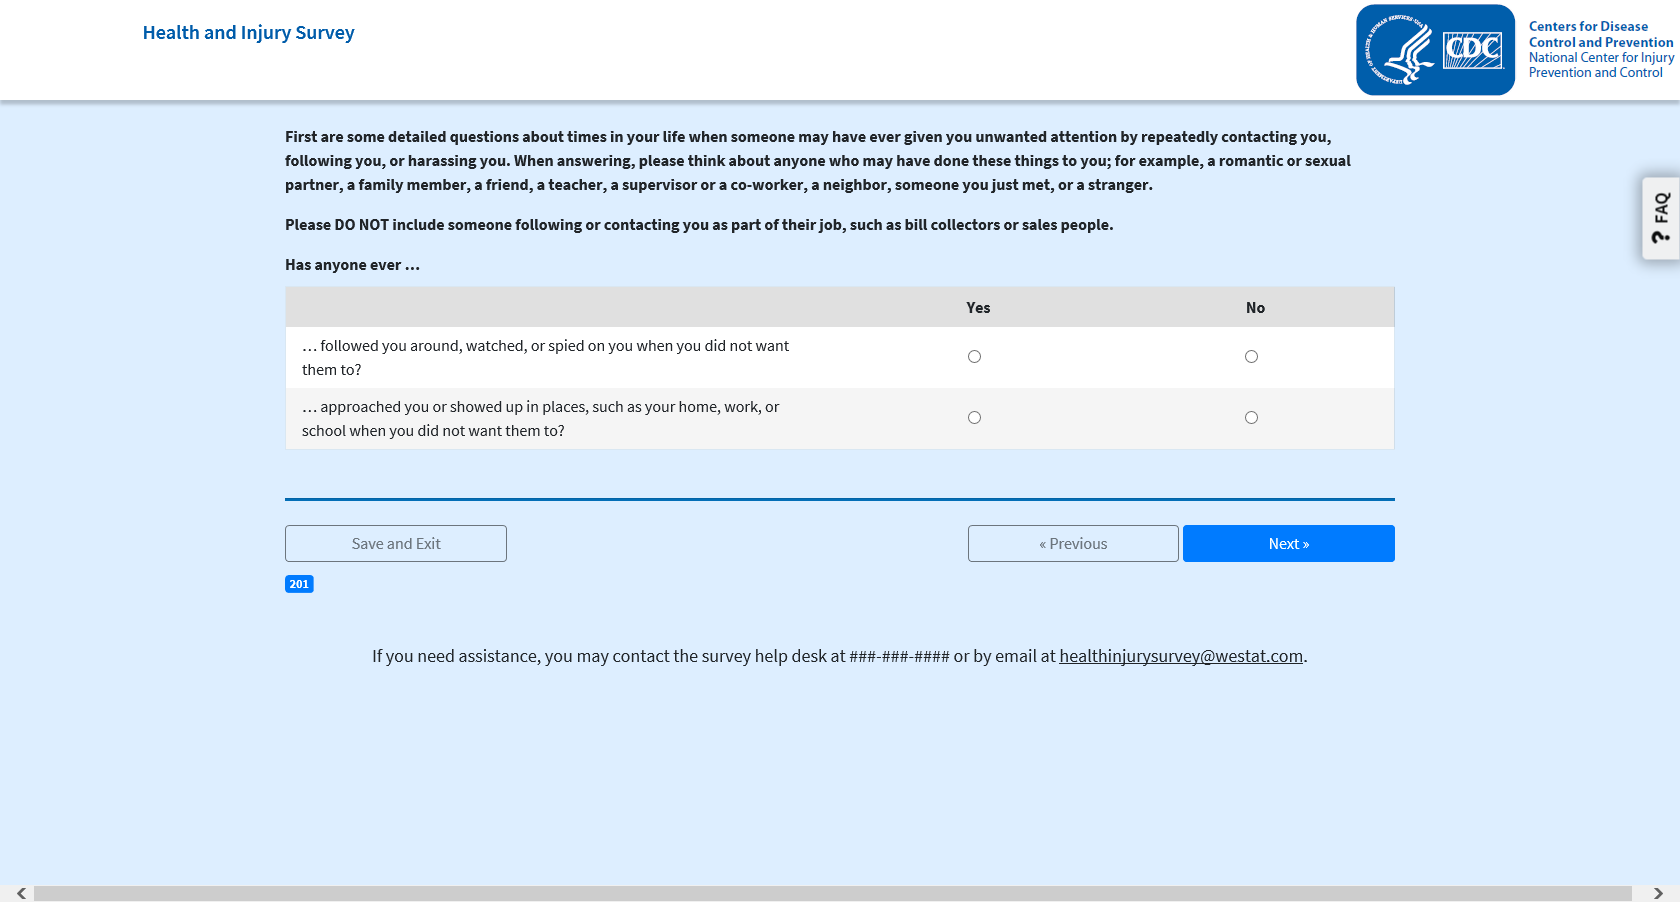 Health and Injury Survey
CDC
Centers for Disease
Control and Prevention
National Center for Injury
Prevention and Control
First are some detailed questions about times in your life when someone may have ever given you unwanted attention by repeatedly contacting you,
following you, or harassing you. When answering, please think about anyone who may have done these things to you; for example, a romantic or sexual
partner, a family member, a friend, a teacher, a supervisor or a co-worker, a neighbor, someone you just met, or a stranger.
? FAQ
Please DO NOT include someone following or contacting you as part of their job, such as bill collectors or sales people.
Has anyone ever ...
Yes No
… followed you around, watched, or spied on you when you did not want
them to?
… approached you or showed up in places, such as your home, work, or
school when you did not want them to?
Save and Exit « Previous Next »
201
If you need assistance, you may contact the survey help desk at ###-###-#### or by email at healthinjurysurvey@westat.com.